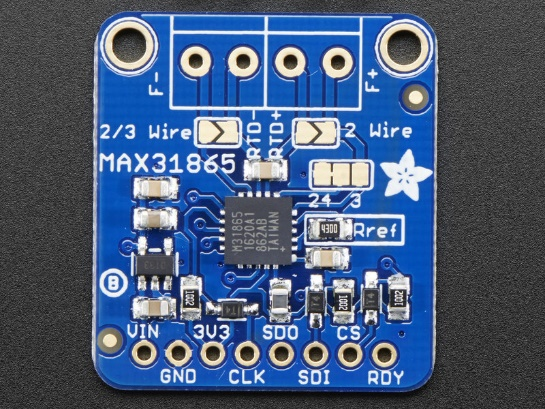 F-
F+
RTD-
RTD+
2/3 Wire
2 Wire
MAX31865
24 3
4300
Rref
M31865
1620A1
862AB
TAIWAN
+
B
1002
1002
1002
VIN
3V3
SDO
CS
GND
CLK
SDI
RDY